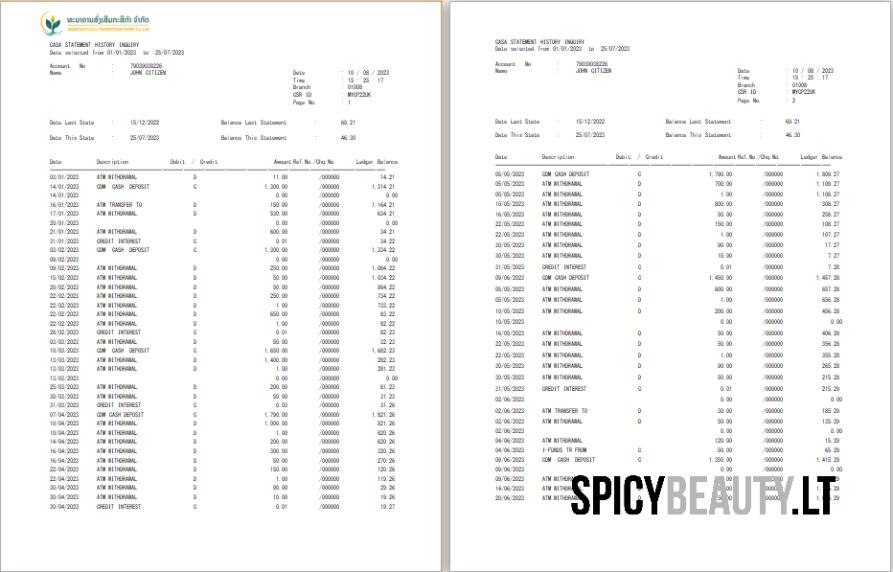 ທະນາຄານສົ່ງເສີມກະສິກຳ ຈຳກັດ
AGRICULTURAL PROMOTION BANK Co.,Ltd
CASA STATEMENT HISTORY INQUIRY
Date selected from 01/01/2023 to 25/07/2023
Account No : 79039038226
Name : JOHN CITIZEN
Date : 10 / 08 / 2023
Time : 15 : 25 : 17
Branch : 01008
CSR ID : MYCP22UK
Page No. : 1
Date Last State : 15/12/2022 Balance Last Statement : 69.21
Date This State : 25/07/2023 Balance This Statement : 46.30
Date Description Debit / Credit Amount Ref.No./Chq.No. Ledger Balance
03/01/2023 ATM WITHDRAWAL D 11.00 /000000 14.21
14/01/2023 CDM CASH DEPOSIT C 1,300.00 /000000 1,314.21
14/01/2023 0.00 /000000 0.00
16/01/2023 ATM TRANSFER TO D 150.00 /000000 1,164.21
17/01/2023 ATM WITHDRAWAL D 530.00 /000000 634.21
20/01/2023 0.00 /000000 0.00
21/01/2023 ATM WITHDRAWAL D 600.00 /000000 34.21
31/01/2023 CREDIT INTEREST C 0.01 /000000 34.22
03/02/2023 CDM CASH DEPOSIT C 1,300.00 /000000 1,334.22
09/02/2023 0.00 /000000 0.00
09/02/2023 ATM WITHDRAWAL D 250.00 /000000 1,084.22
15/02/2023 ATM WITHDRAWAL D 50.00 /000000 1,034.22
20/02/2023 ATM WITHDRAWAL D 50.00 /000000 984.22
22/02/2023 ATM WITHDRAWAL D 250.00 /000000 734.22
22/02/2023 ATM WITHDRAWAL D 1.00 /000000 733.22
22/02/2023 ATM WITHDRAWAL D 650.00 /000000 83.22
22/02/2023 ATM WITHDRAWAL D 1.00 /000000 82.22
28/02/2023 CREDIT INTEREST C 0.01 /000000 82.23
03/03/2023 ATM WITHDRAWAL D 50.00 /000000 32.23
10/03/2023 CDM CASH DEPOSIT C 1,650.00 /000000 1,682.23
13/03/2023 ATM WITHDRAWAL D 1,400.00 /000000 282.23
13/03/2023 ATM WITHDRAWAL D 1.00 /000000 281.23
13/03/2023 0.00 /000000 0.00
25/03/2023 ATM WITHDRAWAL D 200.00 /000000 81.23
30/03/2023 ATM WITHDRAWAL D 50.00 /000000 31.23
31/03/2023 CREDIT INTEREST C 0.03 /000000 31.26
07/04/2023 CDM CASH DEPOSIT C 1,790.00 /000000 1,821.26
10/04/2023 ATM WITHDRAWAL D 1,000.00 /000000 821.26
10/04/2023 ATM WITHDRAWAL D 1.00 /000000 820.26
14/04/2023 ATM WITHDRAWAL D 200.00 /000000 620.26
16/04/2023 ATM WITHDRAWAL D 300.00 /000000 320.26
16/04/2023 ATM WITHDRAWAL D 50.00 /000000 270.26
22/04/2023 ATM WITHDRAWAL D 150.00 /000000 120.26
22/04/2023 ATM WITHDRAWAL D 1.00 /000000 119.26
30/04/2023 ATM WITHDRAWAL D 90.00 /000000 29.26
30/04/2023 ATM WITHDRAWAL D 10.00 /000000 19.26
30/04/2023 CREDIT INTEREST C 0.01 /000000 19.27
CASA STATEMENT HISTORY INQUIRY
Date selected from 01/01/2023 to 25/07/2023
Account No : 79039038226
Name : JOHN CITIZEN
Date : 10 / 08 / 2023
Time : 15 : 25 : 17
Branch : 01008
CSR ID : MYCP22UK
Page No. : 2
Date Last State : 15/12/2022 Balance Last Statement : 69.21
Date This State : 25/07/2023 Balance This Statement : 46.30
Date Description Debit / Credit Amount Ref.No./Chq.No. Ledger Balance
05/05/2023 CDM CASH DEPOSIT C 1,790.00 /000000 1,809.27
05/05/2023 ATM WITHDRAWAL D 700.00 /000000 1,109.27
05/05/2023 ATM WITHDRAWAL D 1.00 /000000 1,108.27
10/05/2023 ATM WITHDRAWAL D 800.00 /000000 308.27
16/05/2023 ATM WITHDRAWAL D 50.00 /000000 258.27
22/05/2023 ATM WITHDRAWAL D 150.00 /000000 108.27
22/05/2023 ATM WITHDRAWAL D 1.00 /000000 107.27
30/05/2023 ATM WITHDRAWAL D 90.00 /000000 17.27
30/05/2023 ATM WITHDRAWAL D 10.00 /000000 7.27
31/05/2023 CREDIT INTEREST C 0.01 /000000 7.28
09/06/2023 CDM CASH DEPOSIT C 1,450.00 /000000 1,457.28
05/05/2023 ATM WITHDRAWAL D 800.00 /000000 657.28
05/05/2023 ATM WITHDRAWAL D 1.00 /000000 656.28
10/05/2023 ATM WITHDRAWAL D 200.00 /000000 456.28
10/05/2023 0.00 /000000 0.00
16/05/2023 ATM WITHDRAWAL D 50.00 /000000 406.28
22/05/2023 ATM WITHDRAWAL D 50.00 /000000 356.28
22/05/2023 ATM WITHDRAWAL D 1.00 /000000 355.28
30/05/2023 ATM WITHDRAWAL D 90.00 /000000 265.28
30/05/2023 ATM WITHDRAWAL D 50.00 /000000 215.28
31/05/2023 CREDIT INTEREST C 0.01 /000000 215.29
02/06/2023 0.00 /000000 0.00
02/06/2023 ATM TRANSFER TO D 30.00 /000000 185.29
02/06/2023 ATM WITHDRAWAL D 50.00 /000000 135.29
02/06/2023 0.00 /000000 0.00
04/06/2023 ATM WITHDRAWAL 120.00 /000000 15.29
04/06/2023 I-FUNDS TR FROM C 50.00 /000000 65.29
09/06/2023 CDM CASH DEPOSIT C 1,350.00 /000000 1,415.29
09/06/2023 0.00 /000000 0.00
09/06/2023 ATM
14/06/2023 ATM
20/06/2023 ATM
SPICYBEAUTY.LT